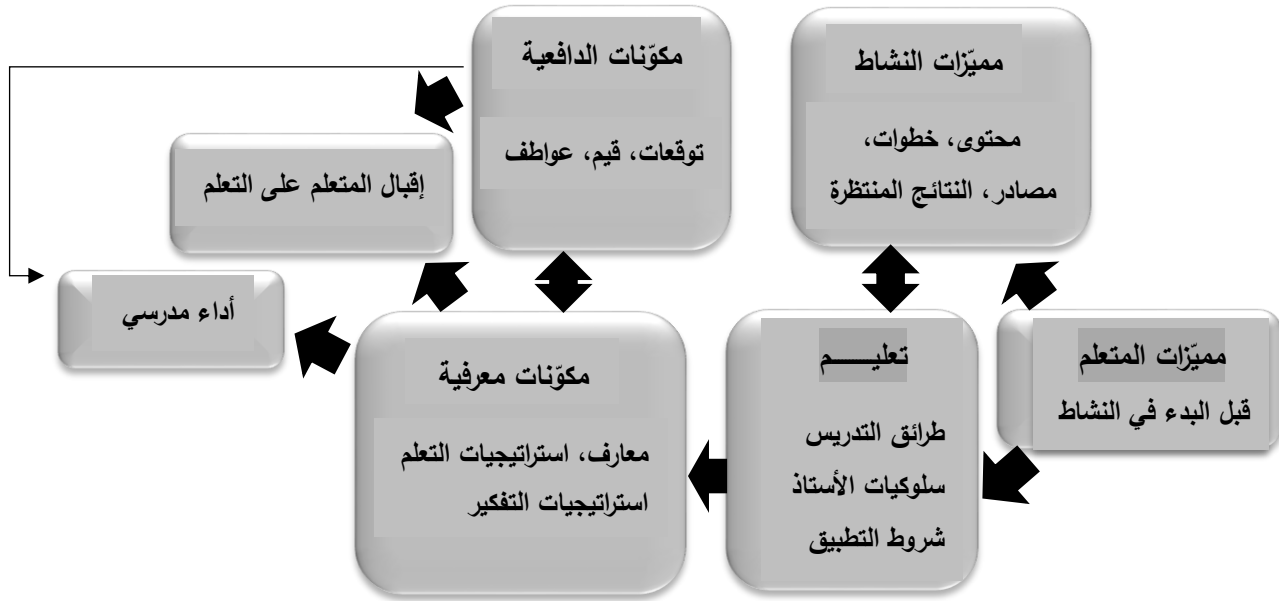 مميّزات النشاط
محتوى، خطوات،
مصادر، النتائج المنتظرة
مكوّنات الدافعية
توقعات، قيم، عواطف
إقبال المتعلم على التعلم
أداء مدرسي
مميّزات المتعلم
قبل البدء في النشاط
تعليـــــــم
طرائق التدريس
سلوكيات الأستاذ
شروط التطبيق
مكوّنات معرفية
معارف، استراتيجيات التعلم
استراتيجيات التفكير